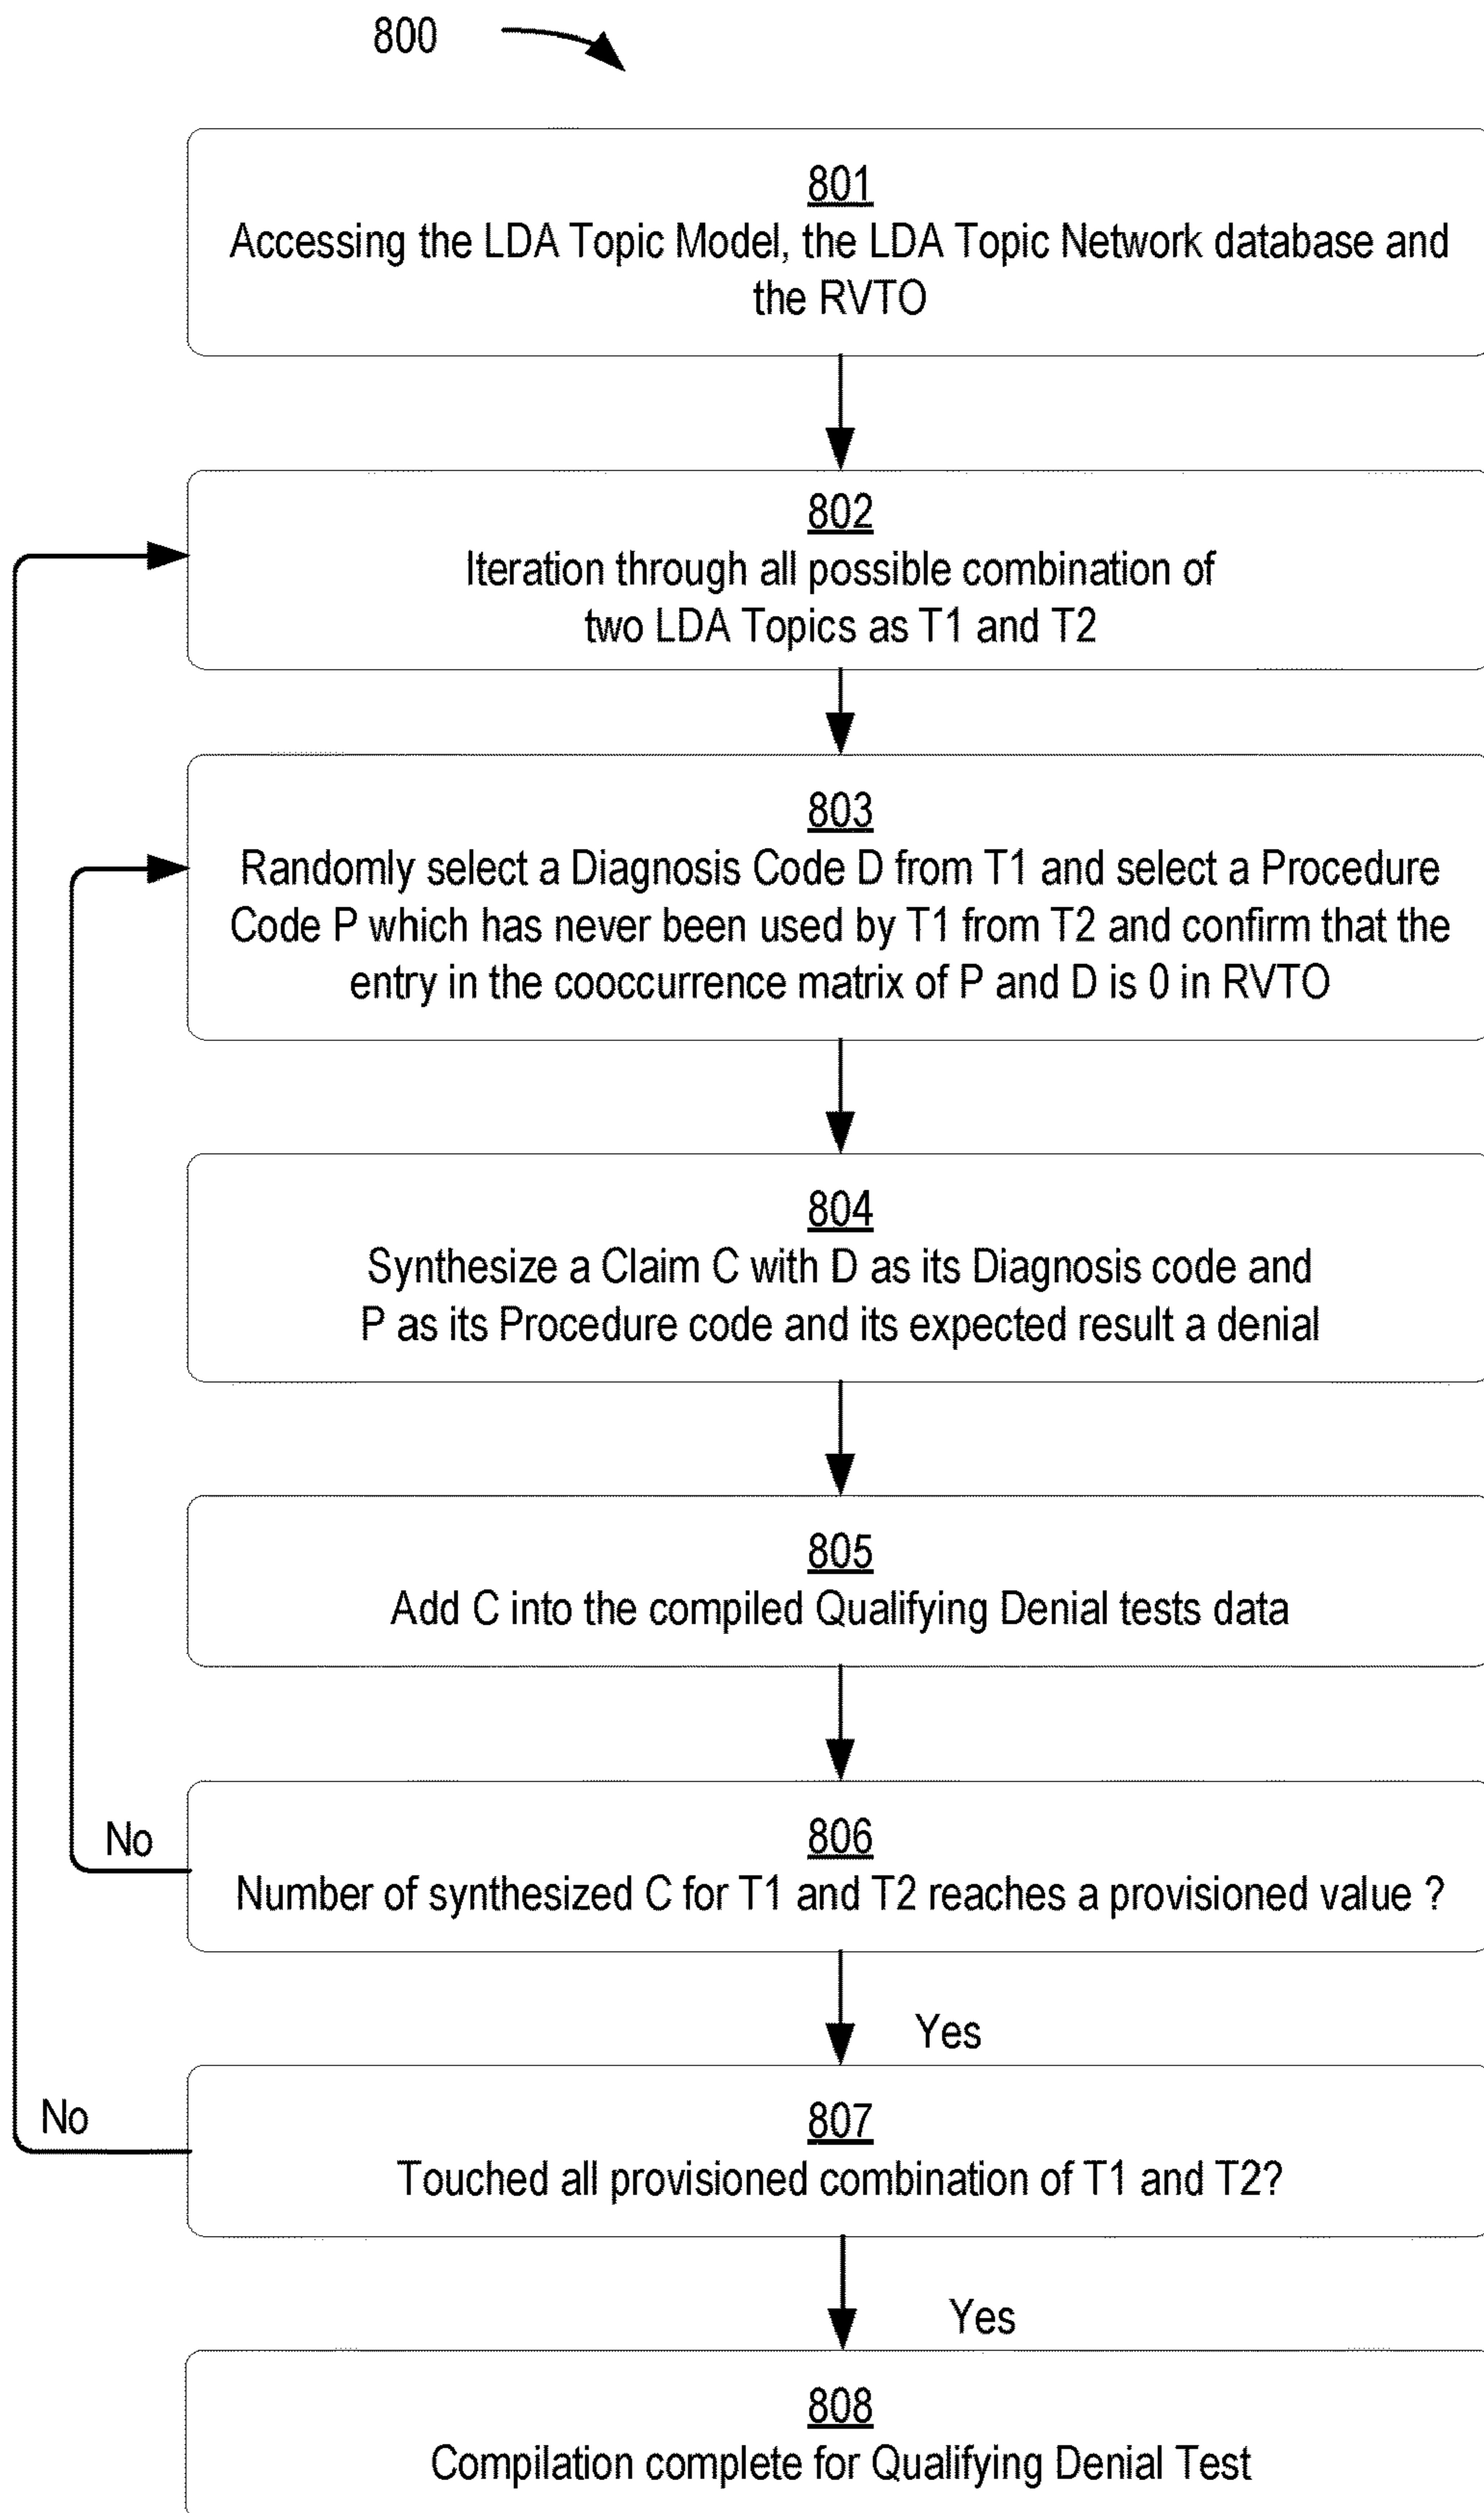 800
801
Accessing the LDA Topic Model, the LDA Topic Network database and
the RVTO
802
Iteration through all possible combination of
two LDA Topics as T1 and T2
803
Randomly select a Diagnosis Code D from T1 and select a Procedure
Code P which has never been used by T1 from T2 and confirm that the
entry in the cooccurrence matrix of P and D is 0 in RVTO
804
Synthesize a Claim C with D as its Diagnosis code and
P as its Procedure code and its expected result a denial
805
Add C into the compiled Qualifying Denial tests data
806
No
Number of synthesized C for T1 and T2 reaches a provisioned value ?
Yes
807
No
Touched all provisioned combination of T1 and T2?
Yes
808
Compilation complete for Qualifying Denial Test